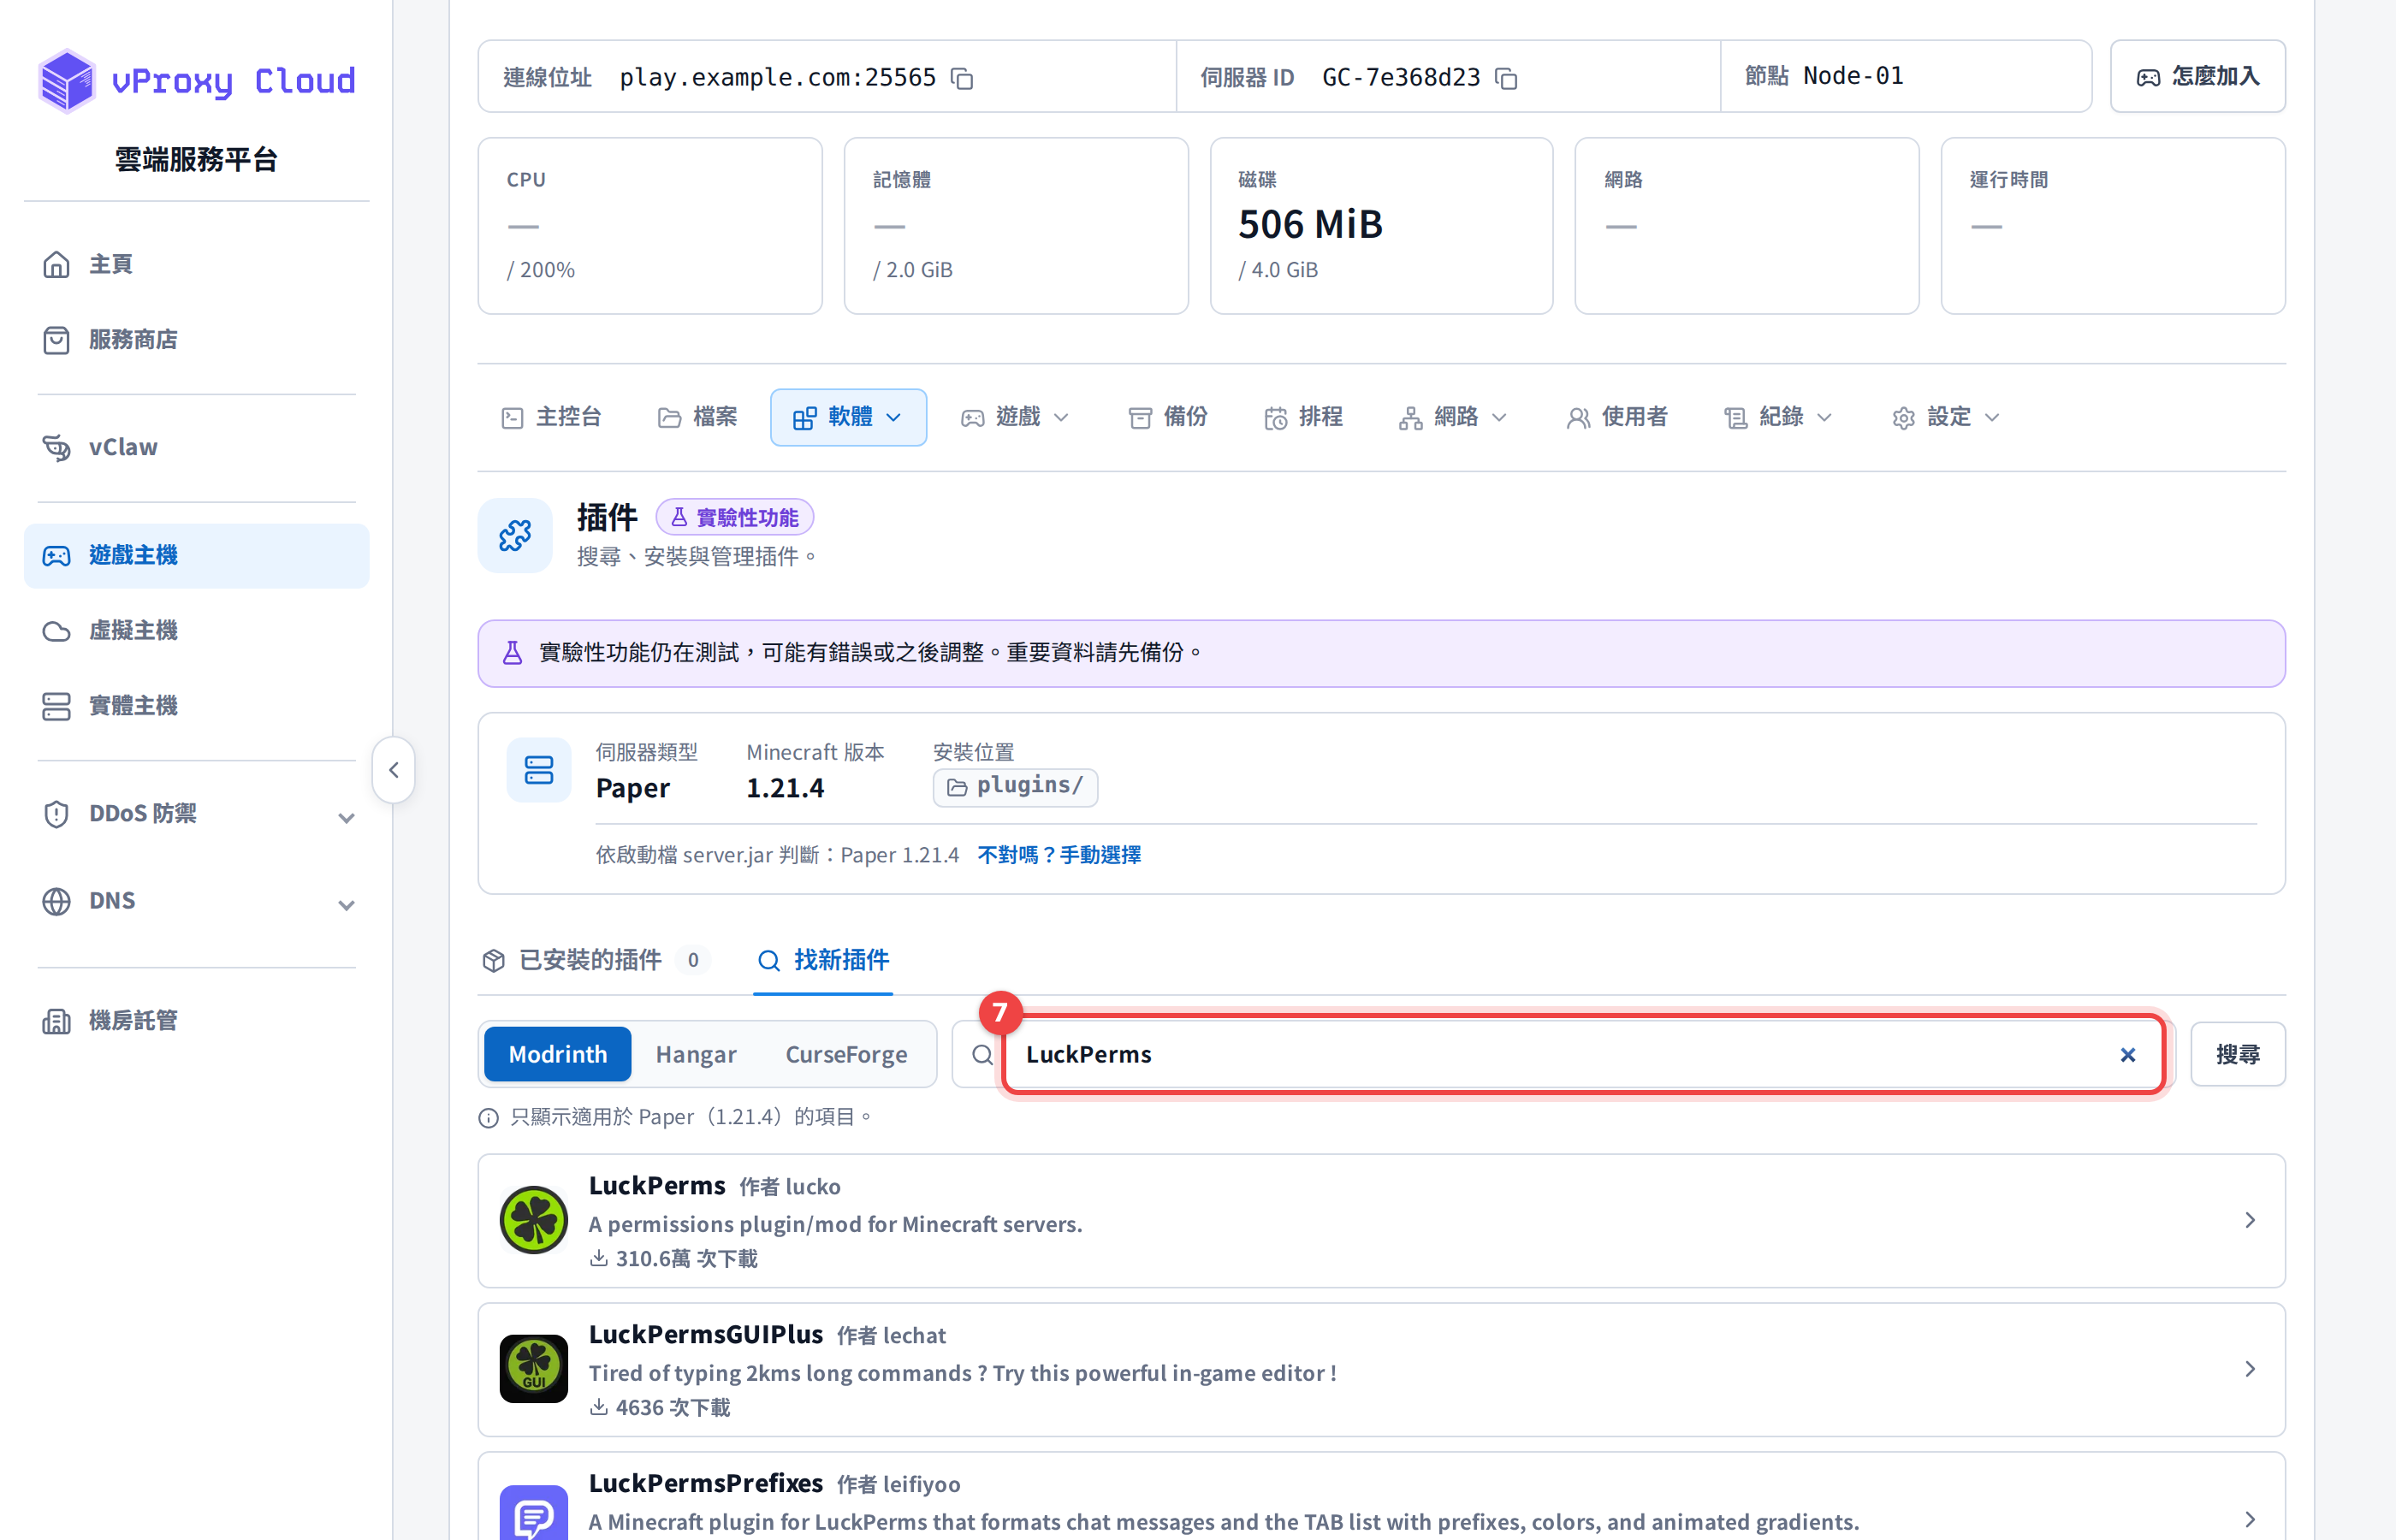 vProxy Cloud
雲端服務平台
主頁
服務商店
vClaw
遊戲主機
虛擬主機
實體主機
DDoS 防禦
DNS
機房託管
連線位址 play.example.com:25565
伺服器 ID GC-7e368d23
節點 Node-01
怎麼加入
CPU
—
/ 200%
記憶體
—
/ 2.0 GiB
磁碟
506 MiB
/ 4.0 GiB
網路
—
運行時間
—
主控台 檔案 軟體 遊戲 備份 排程 網路 使用者 紀錄 設定
插件 實驗性功能
搜尋、安裝與管理插件。
實驗性功能仍在測試，可能有錯誤或之後調整。重要資料請先備份。
伺服器類型 Minecraft 版本 安裝位置
Paper 1.21.4 plugins/
依啟動檔 server.jar 判斷：Paper 1.21.4 不對嗎？手動選擇
已安裝的插件 0 找新插件
7
Modrinth Hangar CurseForge LuckPerms 搜尋
只顯示適用於 Paper（1.21.4）的項目。
LuckPerms 作者 lucko
A permissions plugin/mod for Minecraft servers.
310.6萬 次下載
GUI
LuckPermsGUIPlus 作者 lechat
Tired of typing 2kms long commands ? Try this powerful in-game editor !
4636 次下載
LuckPermsPrefixes 作者 leifiyoo
A Minecraft plugin for LuckPerms that formats chat messages and the TAB list with prefixes, colors, and animated gradients.